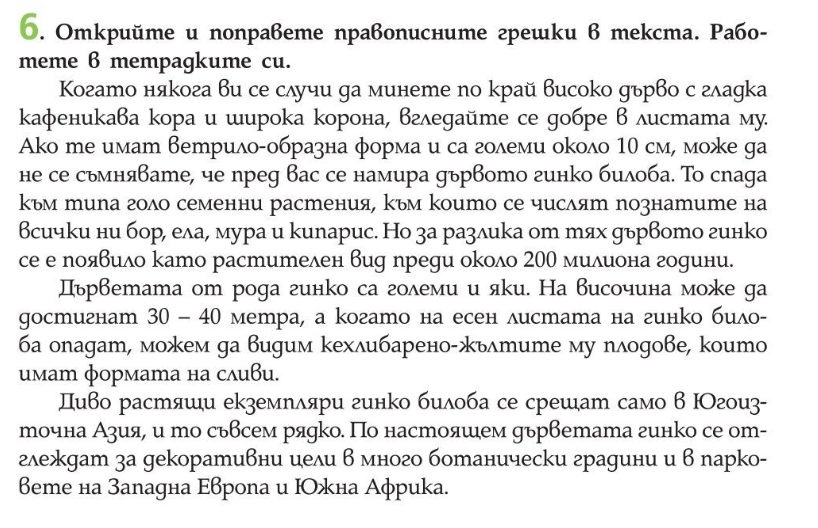 6. Открийте и поправете правописните грешки в текста. Рабо-
тете в тетрадките си.
Когато някога ви се случи да минете по край високо дърво с гладка
кафеникава кора и широка корона, вгледайте се добре в листата му.
Ако те имат ветрило-образна форма и са големи около 10 см, може да
не се съмнявате, че пред вас се намира дървото гинко билоба. То спада
към типа голо семенни растения, към които се числят познатите на
всички ни бор, ела, мура и кипарис. Но за разлика от тях дървото гинко
се е появило като растителен вид преди около 200 милиона години.
Дърветата от рода гинко са големи и яки. На височина може да
достигнат 30 – 40 метра, а когато на есен листата на гинко било-
ба опадат, можем да видим кехлибарено-жълтите му плодове, които
имат формата на сливи.
Диво растящи екземпляри гинко билоба се срещат само в Югоиз-
точна Азия, и то съвсем рядко. По настоящем дърветата гинко се от-
глеждат за декоративни цели в много ботанически градини и в парко-
вете на Западна Европа и Южна Африка.